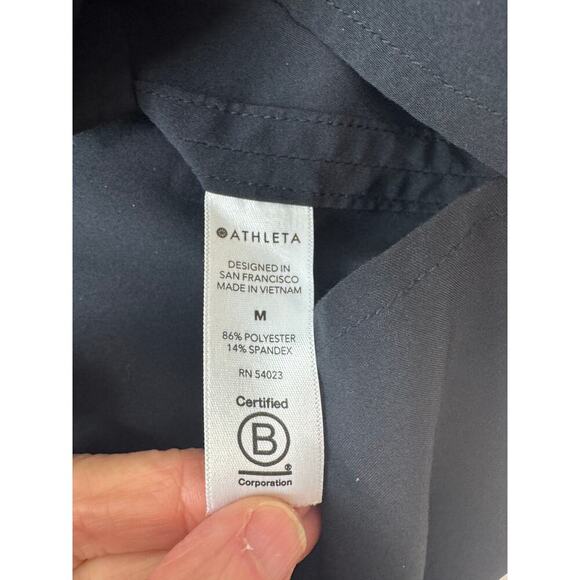 ATHLETA
DESIGNED IN
SAN FRANCISCO
MADE IN VIETNAM
M
86% POLYESTER
14% SPANDEX
RN 54023
Certified
B
®
Corporation